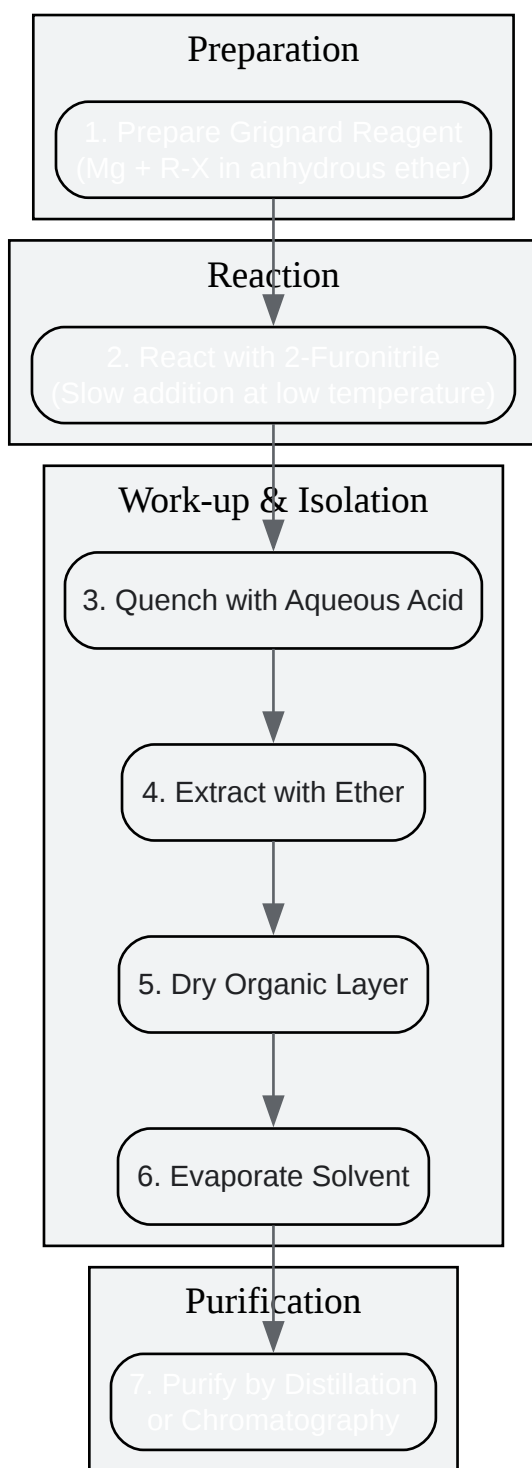 Preparation
1. Prepare Grignard Reagent
(Mg + R-X in anhydrous ether)
Reaction
2. React with 2-Furonitrile
(Slow addition at low temperature)
Work-up & Isolation
3. Quench with Aqueous Acid
4. Extract with Ether
5. Dry Organic Layer
6. Evaporate Solvent
Purification
7. Purify by Distillation
or Chromatography